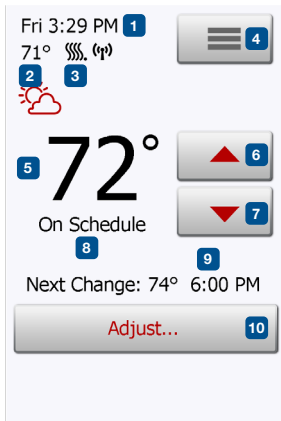 Fri 3:29 PM 1
71°
2 3 4
5 72° 6
7
On Schedule
8 9
Next Change: 74° 6:00 PM
Adjust... 10